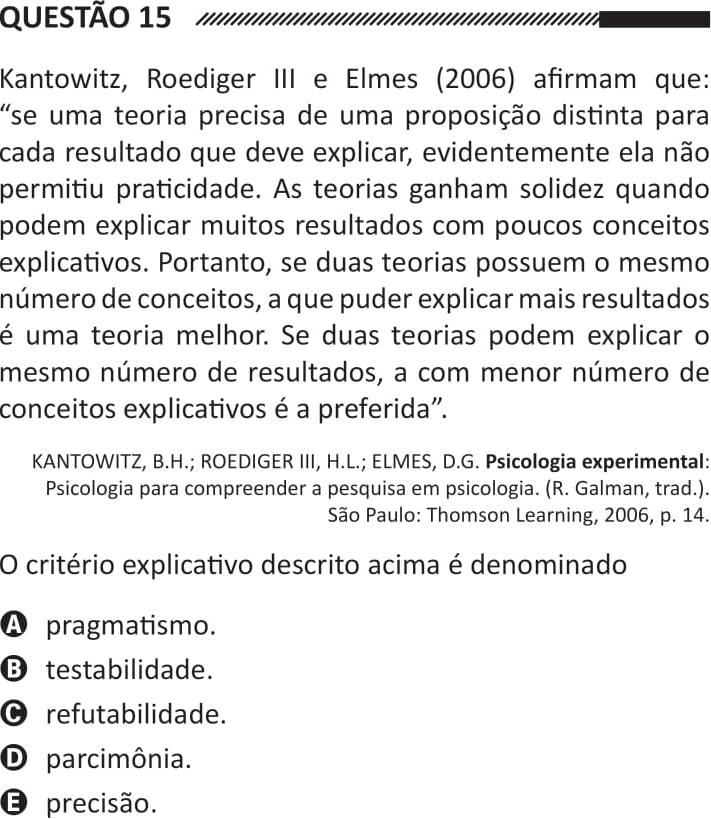 QUESTÃO 15
Kantowitz, Roediger III e Elmes (2006) afirmam que:
“se uma teoria precisa de uma proposição distinta para
cada resultado que deve explicar, evidentemente ela não
permitiu praticidade. As teorias ganham solidez quando
podem explicar muitos resultados com poucos conceitos
explicativos. Portanto, se duas teorias possuem o mesmo
número de conceitos, a que puder explicar mais resultados
é uma teoria melhor. Se duas teorias podem explicar o
mesmo número de resultados, a com menor número de
conceitos explicativos é a preferida”.
KANTOWITZ, B.H.; ROEDIGER III, H.L.; ELMES, D.G. Psicologia experimental:
Psicologia para compreender a pesquisa em psicologia. (R. Galman, trad.).
São Paulo: Thomson Learning, 2006, p. 14.
O critério explicativo descrito acima é denominado
A pragmatismo.
B testabilidade.
C refutabilidade.
D parcimônia.
E precisão.